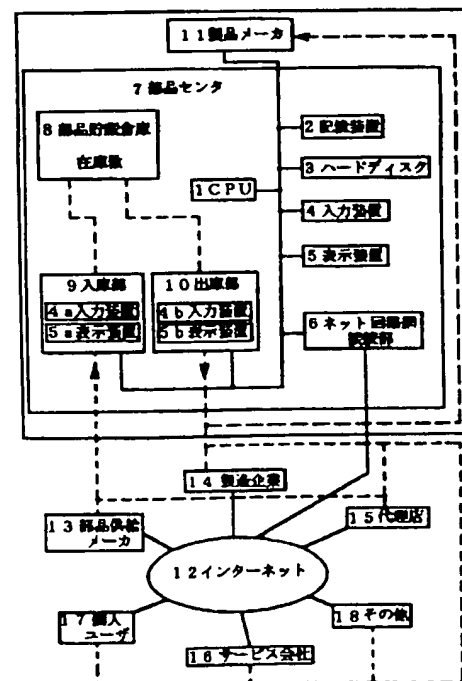 11製品メーカ
7部品センタ
8部品貯蔵倉庫
在庫数
2記憶装置
3ハードディスク
1CPU
4入力装置
5表示装置
9入庫部
4a入力装置
5a表示装置
10出庫部
4b入力装置
5b表示装置
6ネット回路網
接続部
14製造企業
13部品供給
メーカ
15代理店
12インターネット
17個人
ユーザ
18その他
16サービス会社